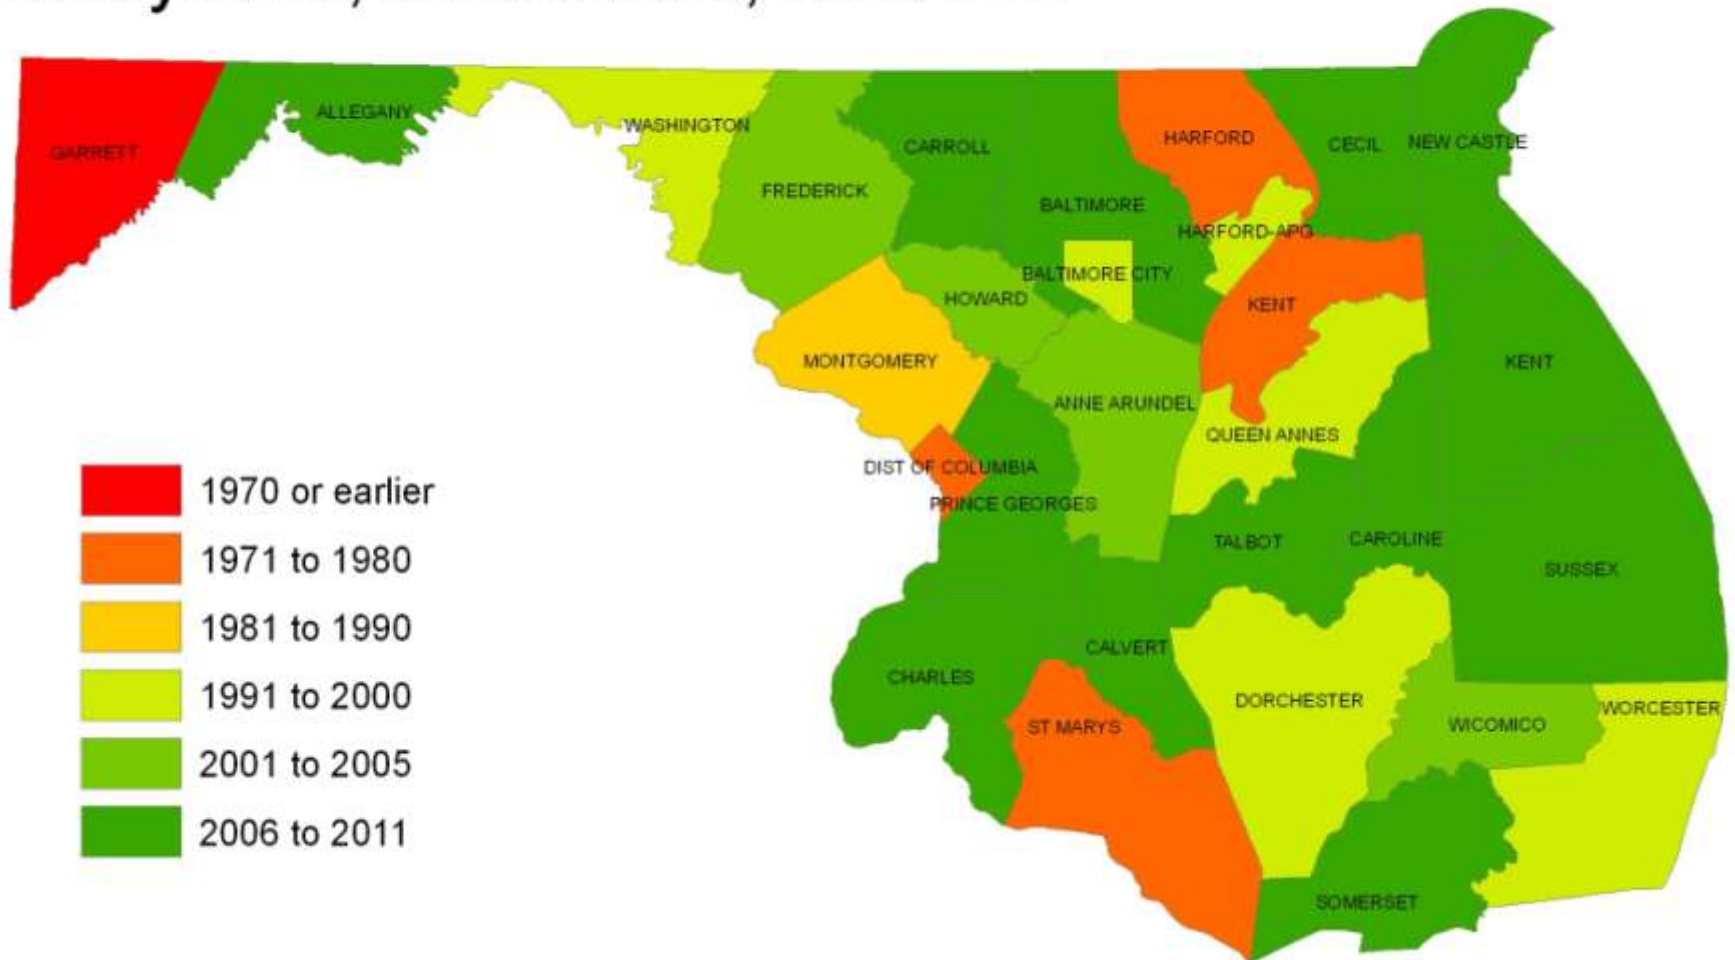 GARRETT
ALLEGANY
WASHINGTON
FREDERICK
CARROLL
BALTIMORE
HARFORD
CECIL
NEW CASTLE
HARFORD-APG
BALTIMORE CITY
HOWARD
KENT
MONTGOMERY
ANNE ARUNDEL
QUEEN ANNES
KENT
DIST OF COLUMBIA
PRINCE GEORGES
TALBOT
CAROLINE
SUSSEX
CALVERT
CHARLES
ST MARYS
DORCHESTER
WICOMICO
WORCESTER
SOMERSET
1970 or earlier
1971 to 1980
1981 to 1990
1991 to 2000
2001 to 2005
2006 to 2011